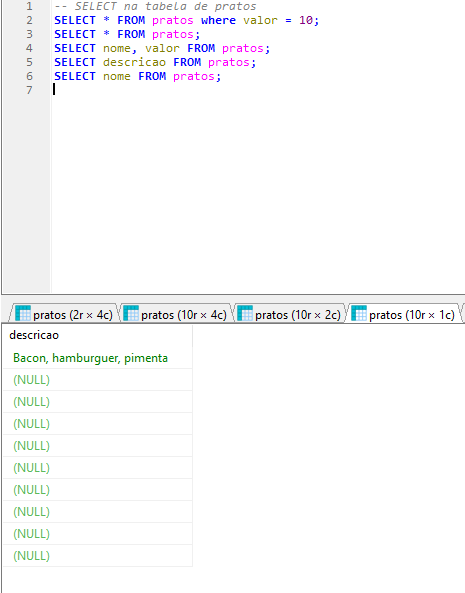 1 -- SELECT na tabela de pratos
2 SELECT * FROM pratos where valor = 10;
3 SELECT * FROM pratos;
4 SELECT nome, valor FROM pratos;
5 SELECT descricao FROM pratos;
6 SELECT nome FROM pratos;
7
pratos (2r × 4c) pratos (10r × 4c) pratos (10r × 2c) pratos (10r × 1c)
descricao
Bacon, hamburguer, pimenta
(NULL)
(NULL)
(NULL)
(NULL)
(NULL)
(NULL)
(NULL)
(NULL)
(NULL)